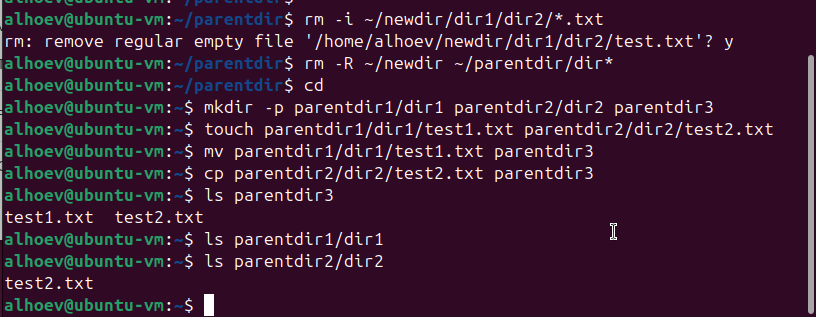 alhoev@ubuntu-vm:~/parentdir$ rm -i ~/newdir/dir1/dir2/*.txt
rm: remove regular empty file '/home/alhoev/newdir/dir1/dir2/test.txt'? y
alhoev@ubuntu-vm:~/parentdir$ rm -R ~/newdir ~/parentdir/dir*
alhoev@ubuntu-vm:~/parentdir$ cd
alhoev@ubuntu-vm:~$ mkdir -p parentdir1/dir1 parentdir2/dir2 parentdir3
alhoev@ubuntu-vm:~$ touch parentdir1/dir1/test1.txt parentdir2/dir2/test2.txt
alhoev@ubuntu-vm:~$ mv parentdir1/dir1/test1.txt parentdir3
alhoev@ubuntu-vm:~$ cp parentdir2/dir2/test2.txt parentdir3
alhoev@ubuntu-vm:~$ ls parentdir3
test1.txt  test2.txt
alhoev@ubuntu-vm:~$ ls parentdir1/dir1
alhoev@ubuntu-vm:~$ ls parentdir2/dir2
test2.txt
alhoev@ubuntu-vm:~$